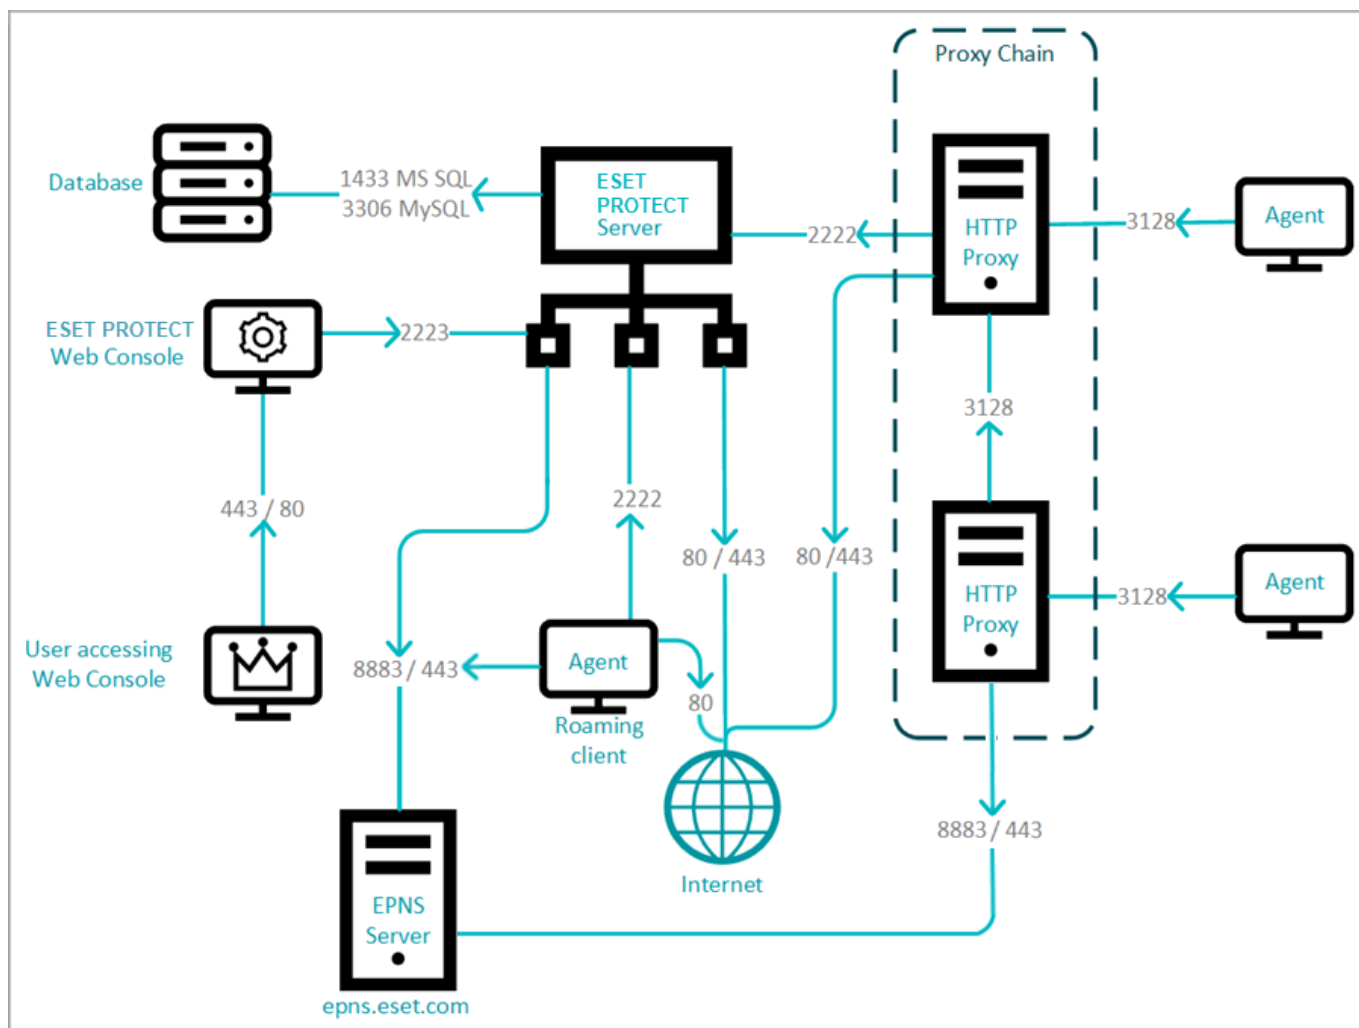 Proxy Chain
Database
1433 MS SQL
3306 MySQL
ESET
PROTECT
Server
2222
HTTP
Proxy
3128
Agent
ESET PROTECT
Web Console
2223
3128
443 / 80
2222
80 / 443
80 /443
HTTP
Proxy
3128
Agent
User accessing
Web Console
8883 / 443
Agent
80
Roaming
client
8883 / 443
Internet
EPNS
Server
epns.eset.com